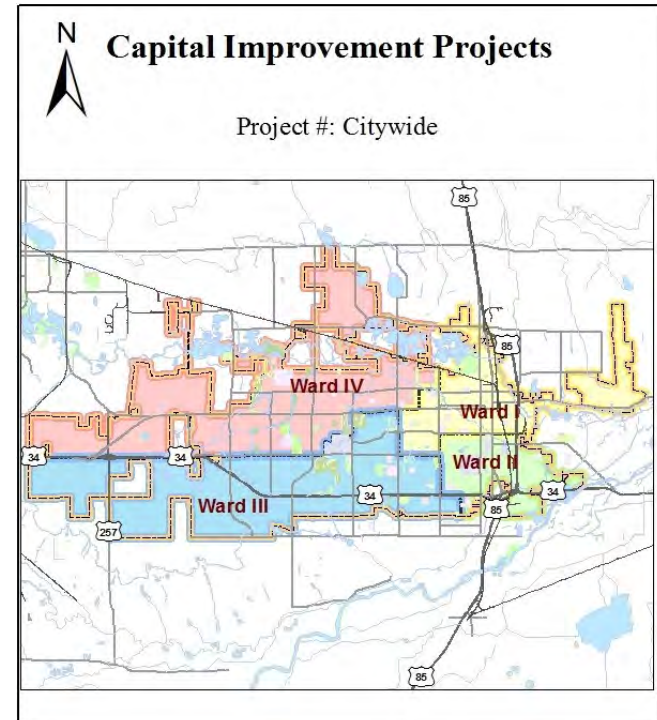 N
Capital Improvement Projects
Project #: Citywide
85
85
Ward IV
Ward I
34
34
Ward II
34
34
Ward III
85
257
85